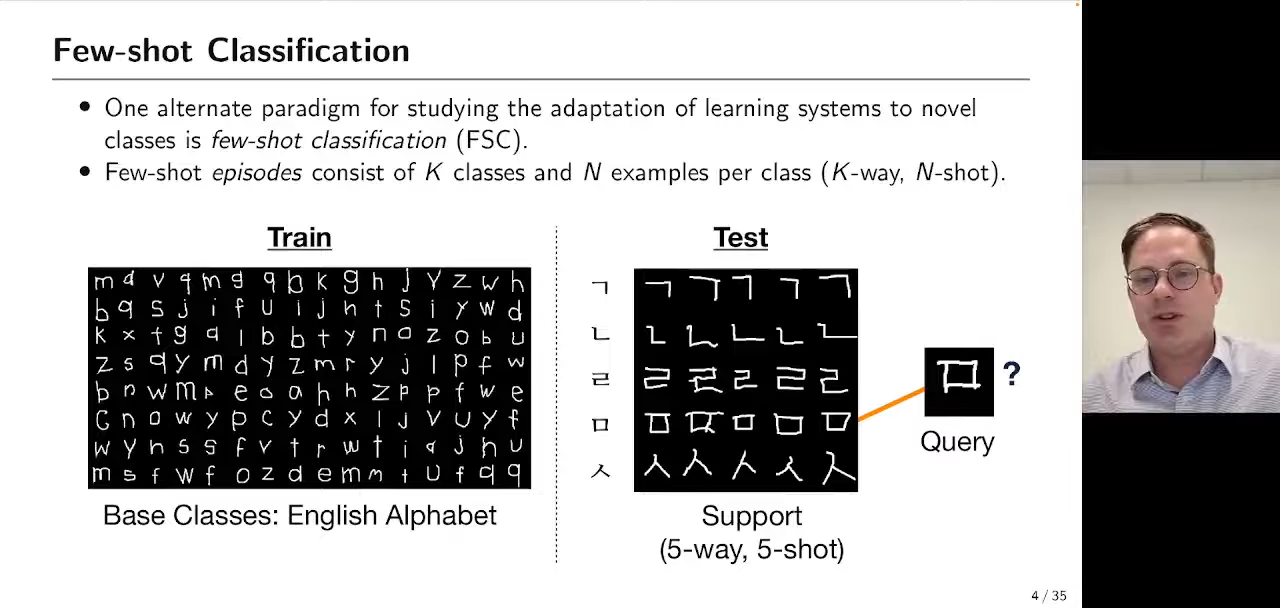 Few-shot Classification
• One alternate paradigm for studying the adaptation of learning systems to novel
classes is few-shot classification (FSC).
• Few-shot episodes consist of K classes and N examples per class (K-way, N-shot).
Train
m a v q m g q b k g h j y z w h
b q s j i f u i j h t s i y w d
k x t g a l b b t y n a z o b u
z s q y m d y z m r y j l p f w
b n w m e o a h h z p p f w e
c n o w y p c y d x l j v u y f
w y h s s f v t r w t i a j h u
m s f w f o z d e m m t u f q q
Base Classes: English Alphabet
Test
ㄱ ㄱ ㄱ ㄱ ㄱ ㄱ
ㄴ ㄴ ㄴ ㄴ ㄴ ㄴ
ㄹ ㄹ ㄹ ㄹ ㄹ ㄹ
ㅁ ㅁ ㅁ ㅁ ㅁ ㅁ
ㅅ ㅅ ㅅ ㅅ ㅅ ㅅ
Support
(5-way, 5-shot)
ㅁ ?
Query
4 / 35